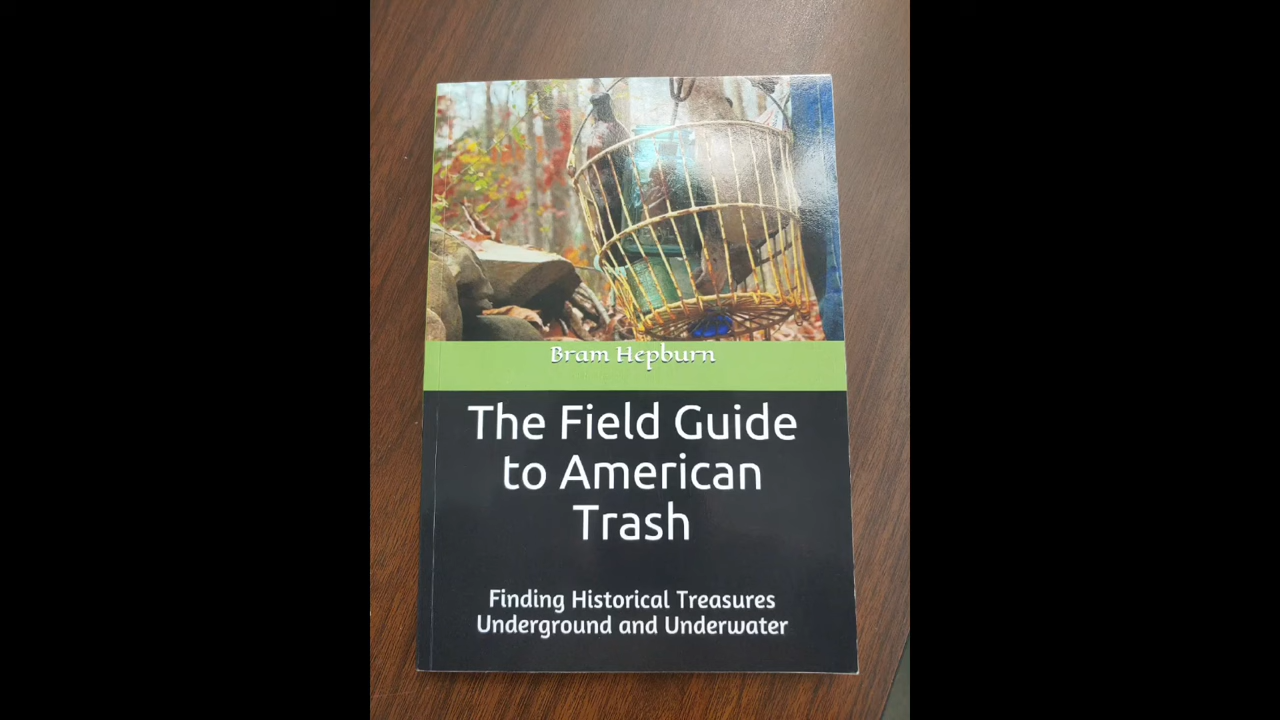 Bram Hepburn
The Field Guide
to American
Trash
Finding Historical Treasures
Underground and Underwater